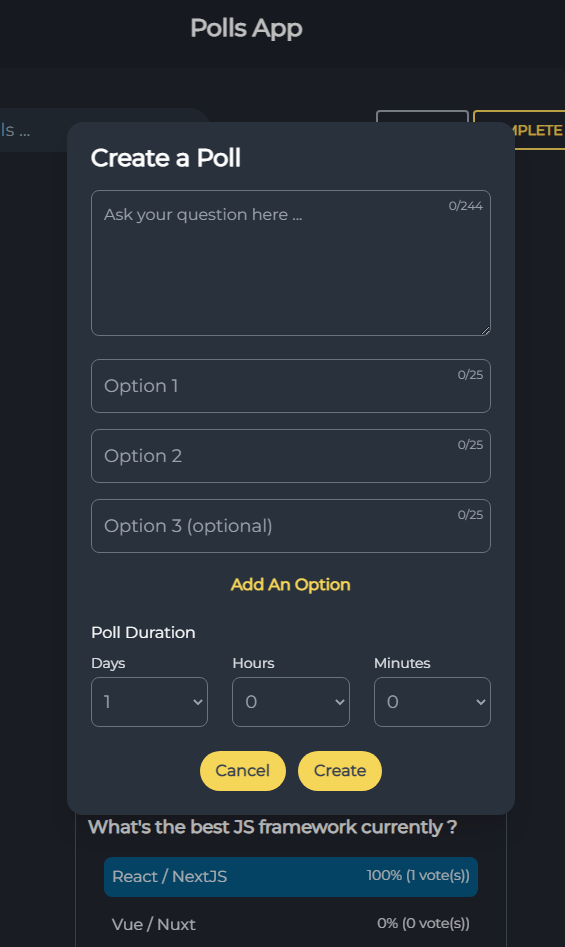 Polls App
ls ...
MPLETE
Create a Poll
Ask your question here ...
0/244
Option 1
0/25
Option 2
0/25
Option 3 (optional)
0/25
Add An Option
Poll Duration
Days Hours Minutes
1 0 0
Cancel Create
What's the best JS framework currently ?
React / NextJS 100% (1 vote(s))
Vue / Nuxt 0% (0 vote(s))